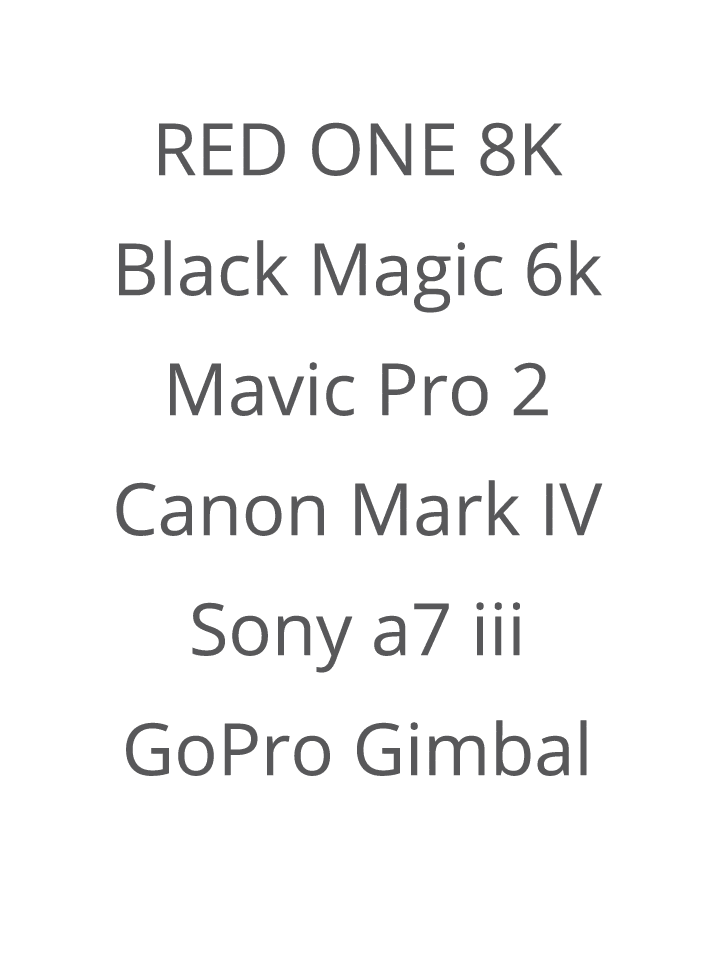 RED ONE 8K
Black Magic 6k
Mavic Pro 2
Canon Mark IV
Sony a7 iii
GoPro Gimbal